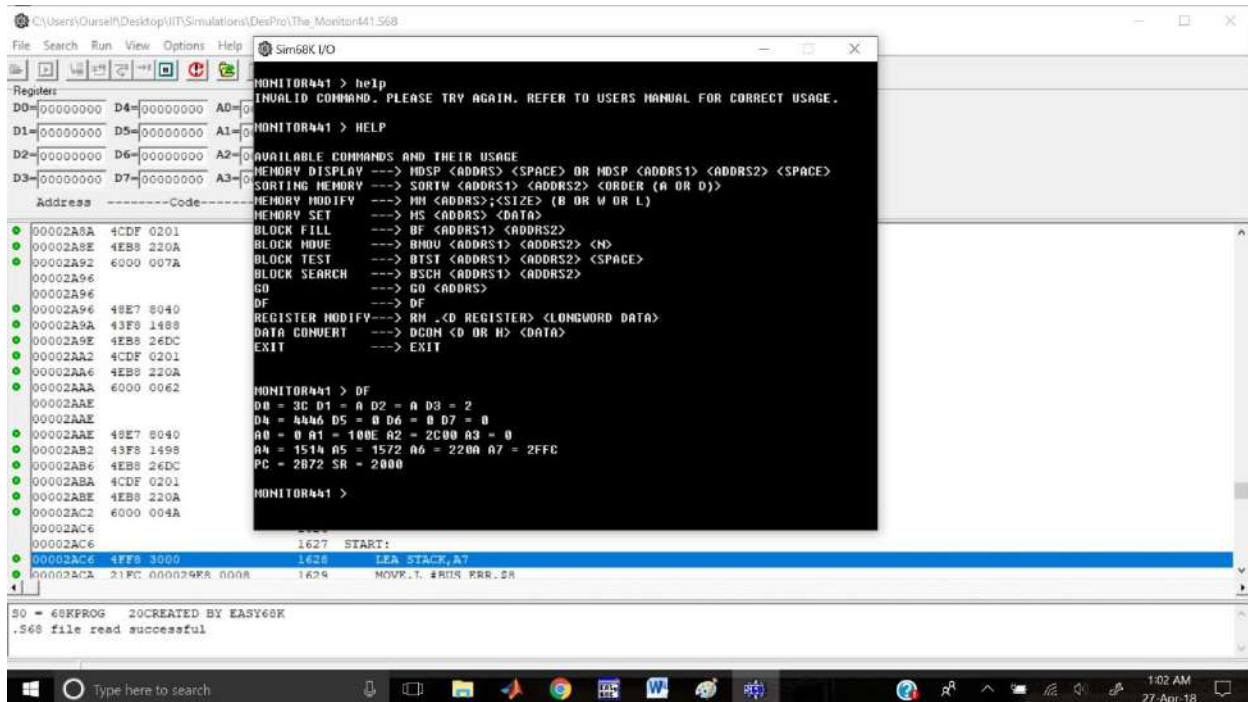 C:\Users\Ourself\Desktop\IIT\Simulations\DesPro\The_Monitor441.S68
File Search Run View Options Help
Sim68K I/O
Registers
D0=00000000 D4=00000000 A0=
D1=00000000 D5=00000000 A1=
D2=00000000 D6=00000000 A2=
D3=00000000 D7=00000000 A3=
Address --------Code--------
MONITOR441 > help
INVALID COMMAND. PLEASE TRY AGAIN. REFER TO USERS MANUAL FOR CORRECT USAGE.
MONITOR441 > HELP
AVAILABLE COMMANDS AND THEIR USAGE
MEMORY DISPLAY ---> MDSP <ADDRS> <SPACE> OR MDSP <ADDRS1> <ADDRS2> <SPACE>
SORTING MEMORY ---> SORTW <ADDRS1> <ADDRS2> <ORDER (A OR D)>
MEMORY MODIFY ---> MM <ADDRS>;<SIZE> (B OR W OR L)
MEMORY SET ---> MS <ADDRS> <DATA>
BLOCK FILL ---> BF <ADDRS1> <ADDRS2>
BLOCK MOVE ---> BMOV <ADDRS1> <ADDRS2> <N>
BLOCK TEST ---> BTST <ADDRS1> <ADDRS2> <SPACE>
BLOCK SEARCH ---> BSCH <ADDRS1> <ADDRS2>
GO ---> GO <ADDRS>
DF ---> DF
REGISTER MODIFY---> RM .<D REGISTER> <LONGWORD DATA>
DATA CONVERT ---> DCON <D OR H> <DATA>
EXIT ---> EXIT
MONITOR441 > DF
D0 = 3C D1 = A D2 = A D3 = 2
D4 = 4446 D5 = 0 D6 = 0 D7 = 0
A0 = 0 A1 = 100E A2 = 2C00 A3 = 0
A4 = 1514 A5 = 1572 A6 = 220A A7 = 2FFC
PC = 2B72 SR = 2000
MONITOR441 >
00002A8A 4CDF 0201
00002A8E 4EB8 220A
00002A92 6000 007A
00002A96
00002A96
00002A96 48E7 8040
00002A9A 43F8 1488
00002A9E 4EB8 26DC
00002AA2 4CDF 0201
00002AA6 4EB8 220A
00002AAA 6000 0062
00002AAE
00002AAE
00002AAE 48E7 8040
00002AB2 43F8 1498
00002AB6 4EB8 26DC
00002ABA 4CDF 0201
00002ABE 4EB8 220A
00002AC2 6000 004A
00002AC6
00002AC6 1627 START:
00002AC6 4FF8 3000 1628 LEA STACK,A7
00002ACA 21FC 000029E8 0008 1629 MOVE.L #BUS_ERR,$8
S0 = 68KPROG 20CREATED BY EASY68K
.S68 file read successful
Type here to search
1:02 AM
27-Apr-18